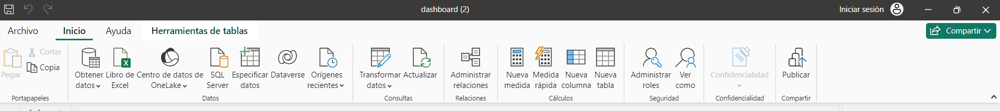 dashboard (2)
Iniciar sesión
Archivo
Inicio
Ayuda
Herramientas de tablas
Compartir
Pegar
Cortar
Copia
Portapapeles
Obtener
datos
Libro de
Excel
Centro de datos de
OneLake
SQL
Server
Especificar
datos
Dataverse
Orígenes
recientes
Datos
Transformar
datos
Actualizar
Consultas
Administrar
relaciones
Relaciones
Nueva
medida
Medida
rápida
Nueva
columna
Nueva
tabla
Cálculos
Administrar
roles
Ver
como
Seguridad
Confidencialidad
Confidencialidad
Publicar
Compartir